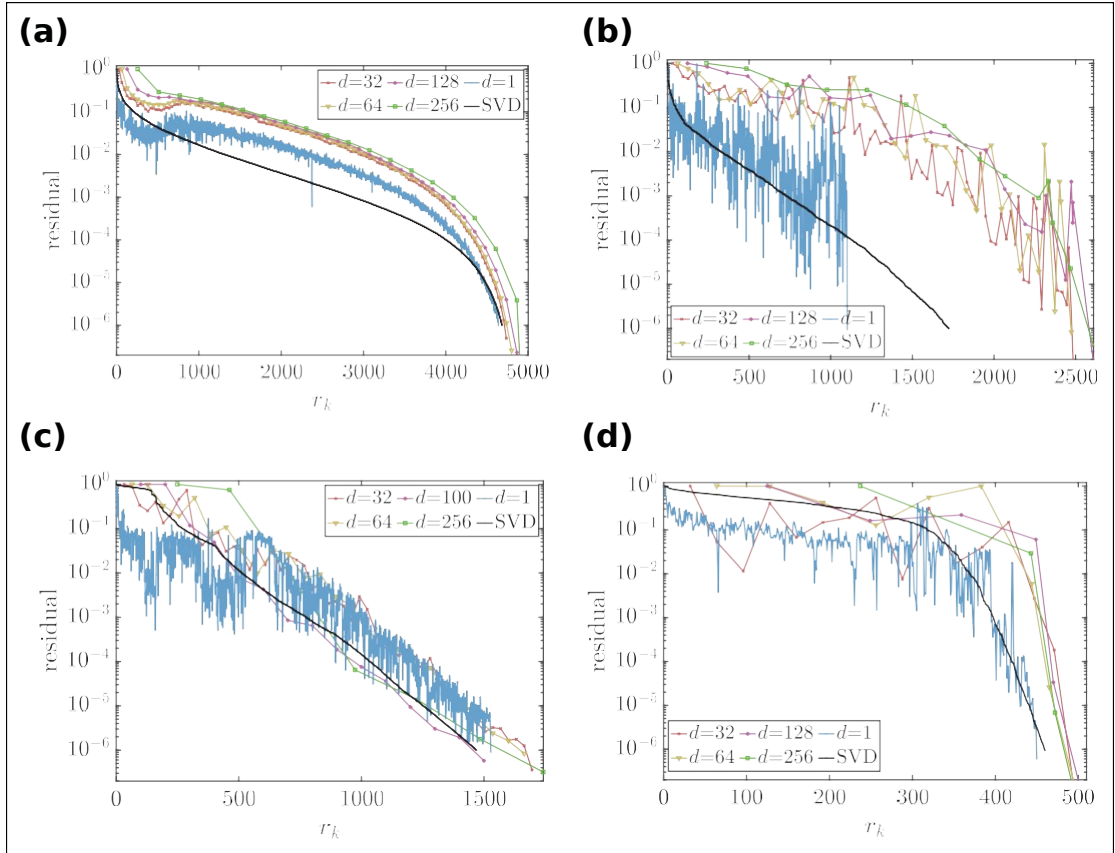 (a)
10^0
10^-1
10^-2
10^-3
10^-4
10^-5
10^-6
residual
d=32 d=128 d=1
d=64 d=256 SVD
0 1000 2000 3000 4000 5000
r_k
(b)
10^0
10^-1
10^-2
10^-3
10^-4
10^-5
10^-6
residual
d=32 d=128 d=1
d=64 d=256 SVD
0 500 1000 1500 2000 2500
r_k
(c)
10^0
10^-1
10^-2
10^-3
10^-4
10^-5
10^-6
residual
d=32 d=100 d=1
d=64 d=256 SVD
0 500 1000 1500
r_k
(d)
10^0
10^-1
10^-2
10^-3
10^-4
10^-5
10^-6
residual
d=32 d=128 d=1
d=64 d=256 SVD
0 100 200 300 400 500
r_k